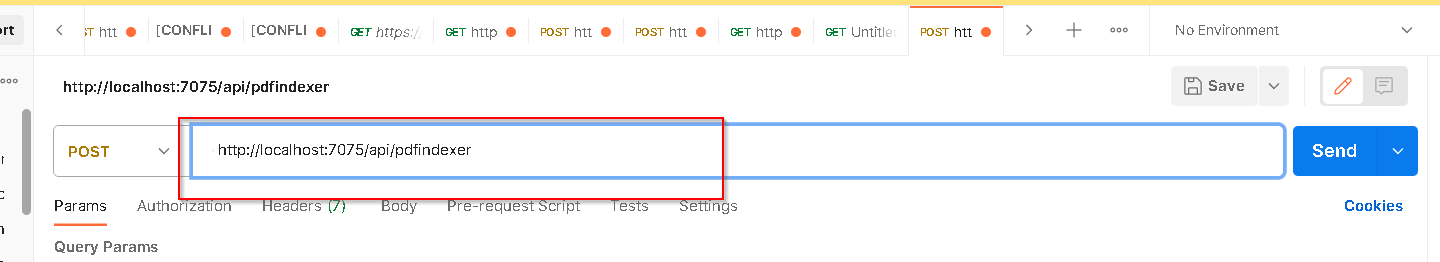 ort POST htt [CONFLI [CONFLI GET https:/ GET http POST htt POST htt GET http GET Untitle POST htt No Environment
http://localhost:7075/api/pdfindexer Save
POST http://localhost:7075/api/pdfindexer Send
Params Authorization Headers (7) Body Pre-request Script Tests Settings Cookies
Query Params